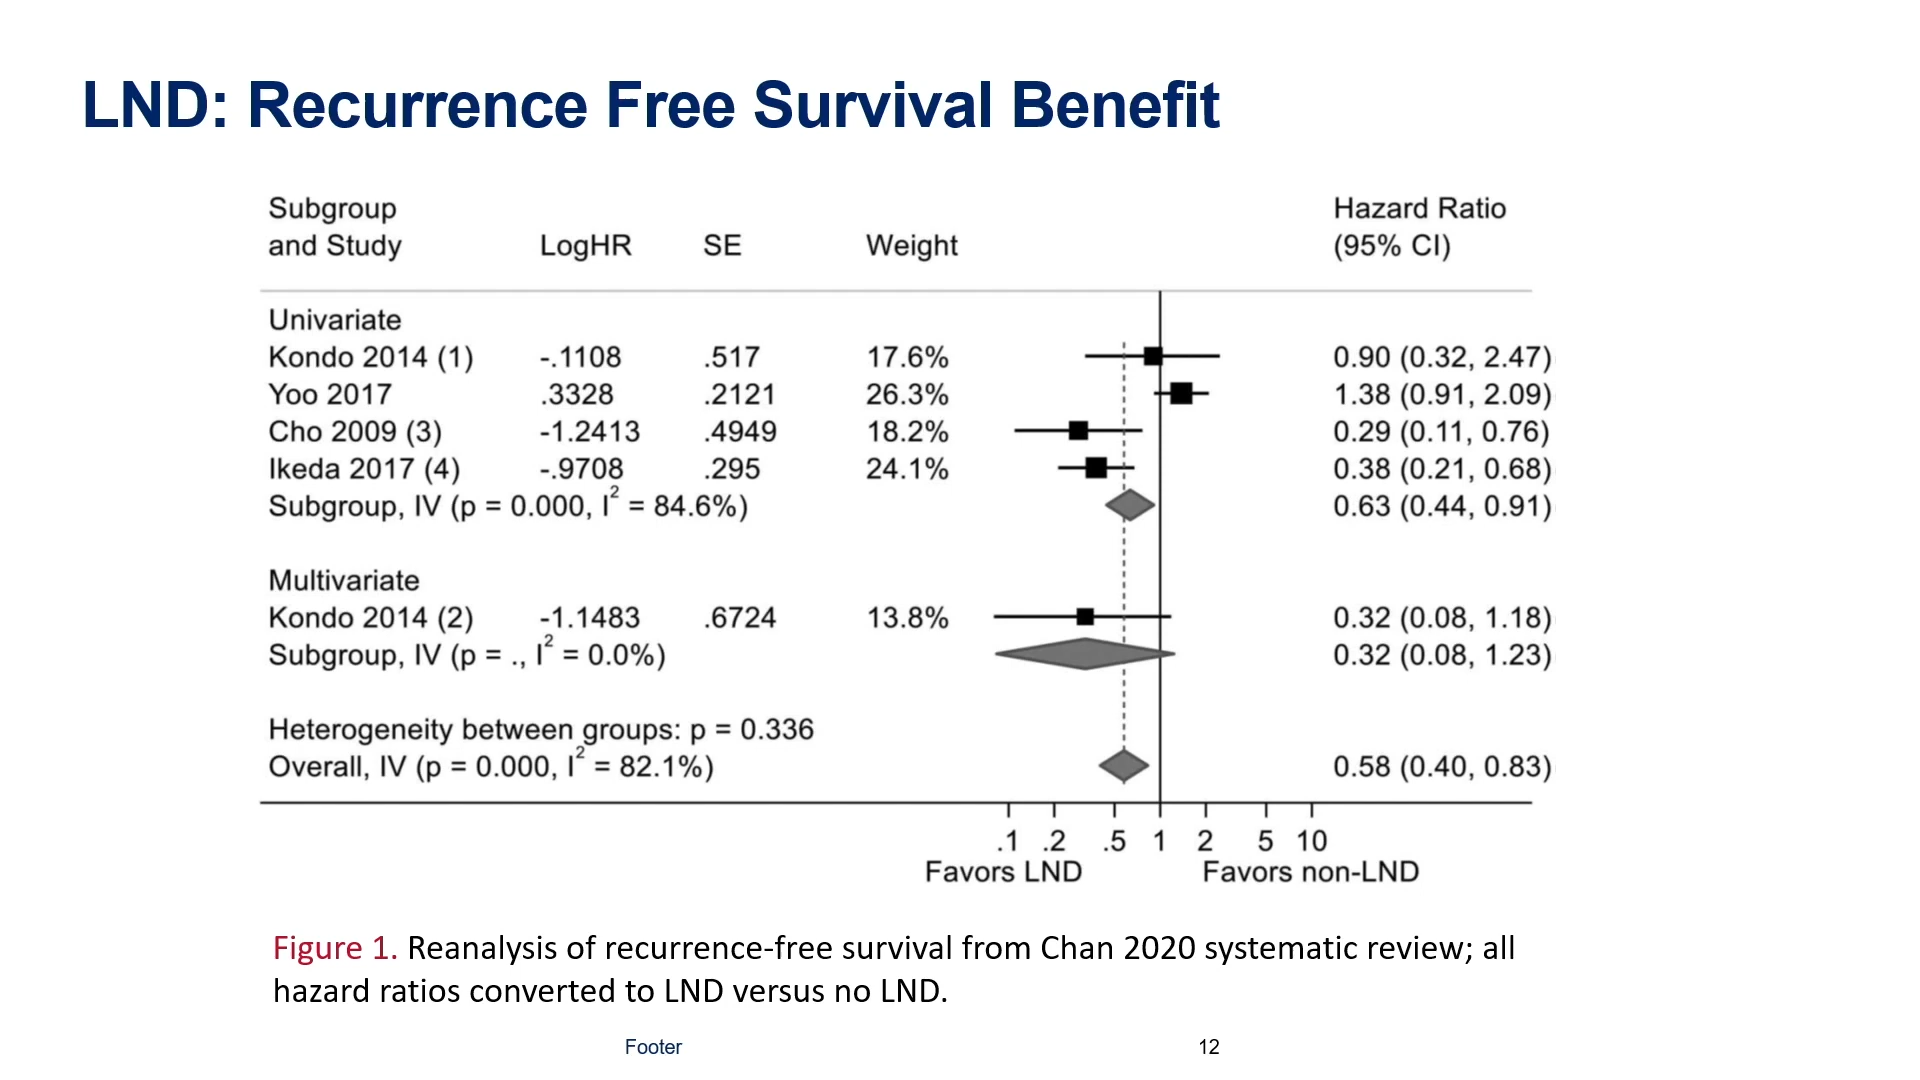 LND: Recurrence Free Survival Benefit
Subgroup
and Study LogHR SE Weight
Hazard Ratio
(95% CI)
Univariate
Kondo 2014 (1) -.1108 .517 17.6% 0.90 (0.32, 2.47)
Yoo 2017 .3328 .2121 26.3% 1.38 (0.91, 2.09)
Cho 2009 (3) -1.2413 .4949 18.2% 0.29 (0.11, 0.76)
Ikeda 2017 (4) -.9708 .295 24.1% 0.38 (0.21, 0.68)
Subgroup, IV (p = 0.000, I² = 84.6%) 0.63 (0.44, 0.91)
Multivariate
Kondo 2014 (2) -1.1483 .6724 13.8% 0.32 (0.08, 1.18)
Subgroup, IV (p = ., I² = 0.0%) 0.32 (0.08, 1.23)
Heterogeneity between groups: p = 0.336
Overall, IV (p = 0.000, I² = 82.1%) 0.58 (0.40, 0.83)
.1 .2 .5 1 2 5 10
Favors LND Favors non-LND
Figure 1. Reanalysis of recurrence-free survival from Chan 2020 systematic review; all
hazard ratios converted to LND versus no LND.
Footer 12